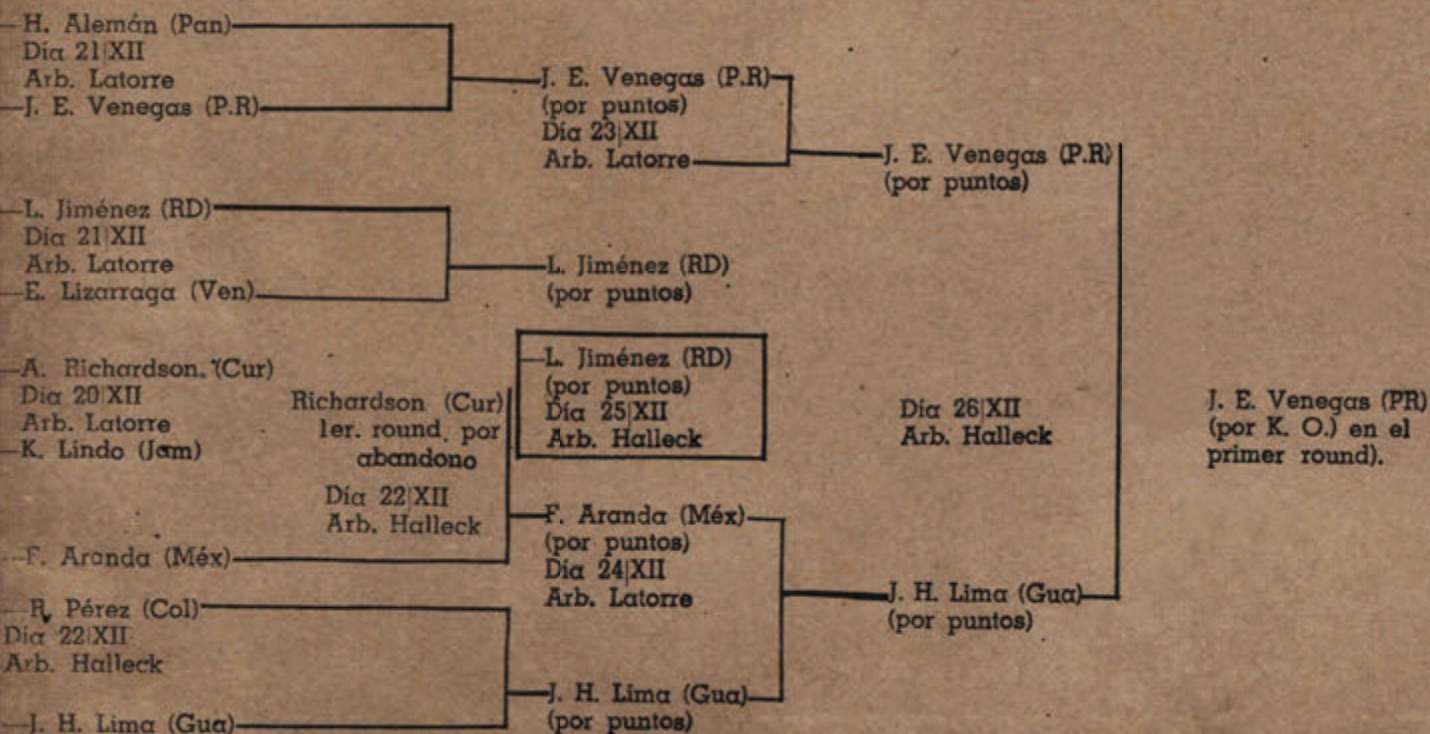 H. Alemán (Pan)
Día 21|XII
Arb. Latorre
J. E. Venegas (P.R)
J. E. Venegas (P.R)
(por puntos)
Día 23|XII
Arb. Latorre
J. E. Venegas (P.R)
(por puntos)
L. Jiménez (RD)
Día 21|XII
Arb. Latorre
E. Lizarraga (Ven)
L. Jiménez (RD)
(por puntos)
A. Richardson. (Cur)
Día 20|XII
Arb. Latorre
K. Lindo (Jam)
Richardson (Cur)
1er. round. por
abandono
Día 22|XII
Arb. Halleck
F. Aranda (Méx)
L. Jiménez (RD)
(por puntos)
Día 25|XII
Arb. Halleck
F. Aranda (Méx)
(por puntos)
Día 24|XII
Arb. Latorre
R. Pérez (Col)
Día 22|XII
Arb. Halleck
J. H. Lima (Gua)
J. H. Lima (Gua)
(por puntos)
J. H. Lima (Gua)
(por puntos)
Día 26|XII
Arb. Halleck
J. E. Venegas (PR)
(por K. O.) en el
primer round).